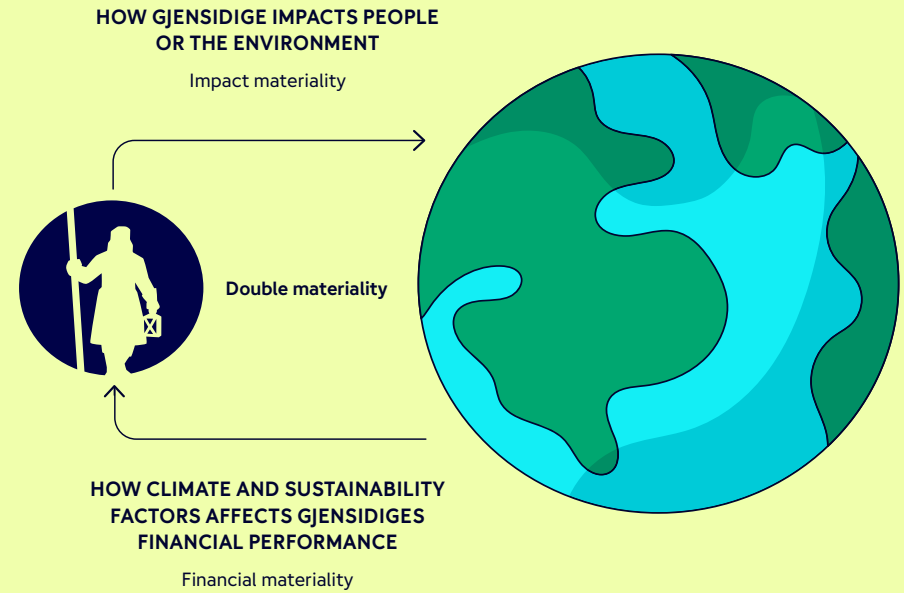 HOW GJENSIDIGE IMPACTS PEOPLE
OR THE ENVIRONMENT
Impact materiality
Double materiality
HOW CLIMATE AND SUSTAINABILITY
FACTORS AFFECTS GJENSIDIGES
FINANCIAL PERFORMANCE
Financial materiality